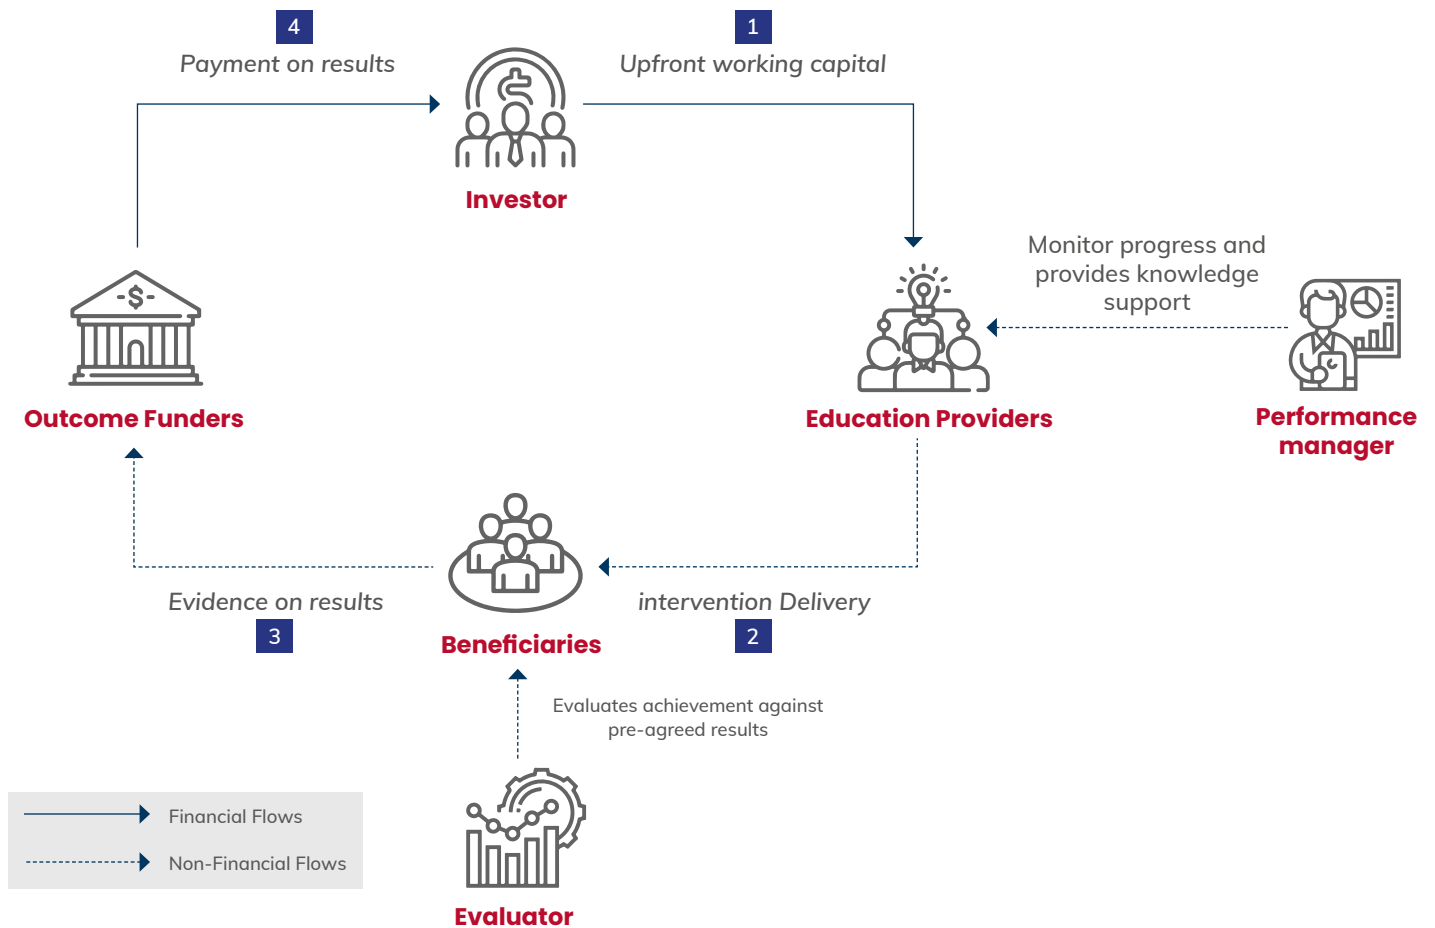 4
1
Payment on results
Upfront working capital
Investor
Monitor progress and
provides knowledge
support
Outcome Funders
Education Providers
Performance
manager
Evidence on results
intervention Delivery
3
2
Beneficiaries
Evaluates achievement against
pre-agreed results
Financial Flows
Non-Financial Flows
Evaluator